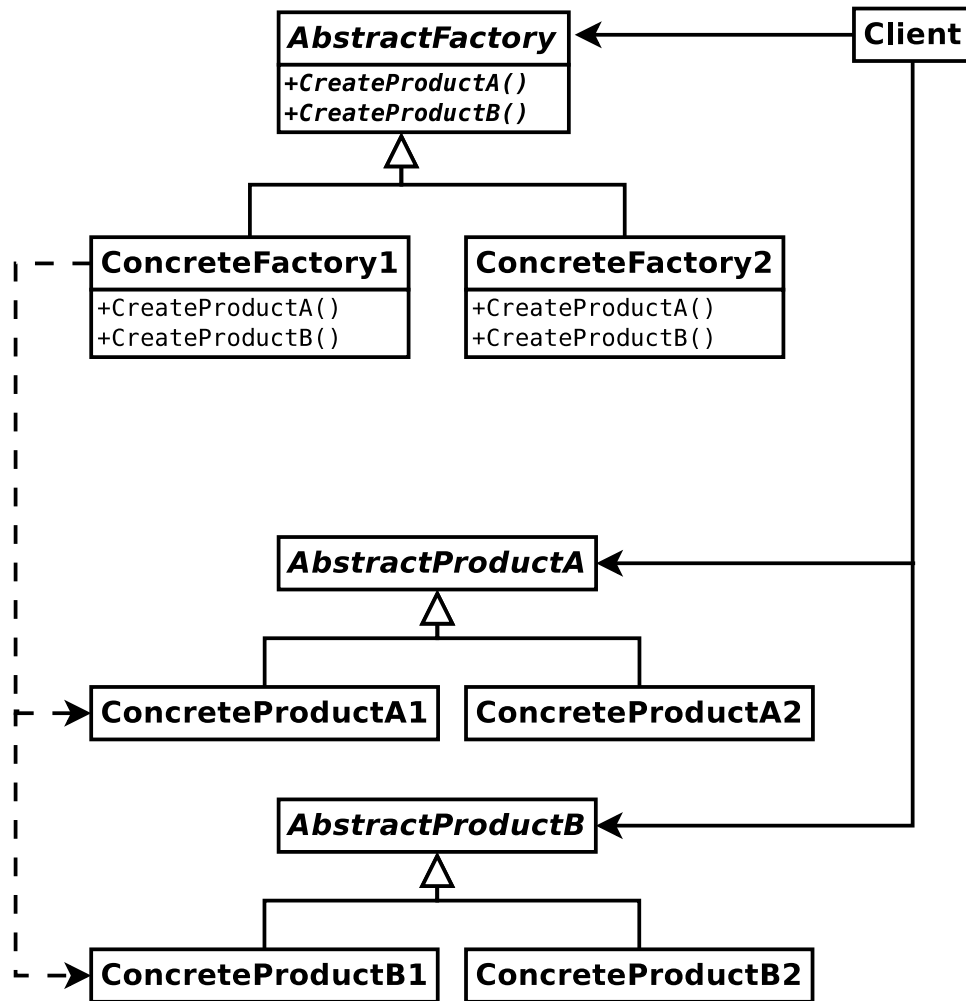 AbstractFactory
+CreateProductA()
+CreateProductB()
Client
ConcreteFactory1
+CreateProductA()
+CreateProductB()
ConcreteFactory2
+CreateProductA()
+CreateProductB()
AbstractProductA
ConcreteProductA1
ConcreteProductA2
AbstractProductB
ConcreteProductB1
ConcreteProductB2